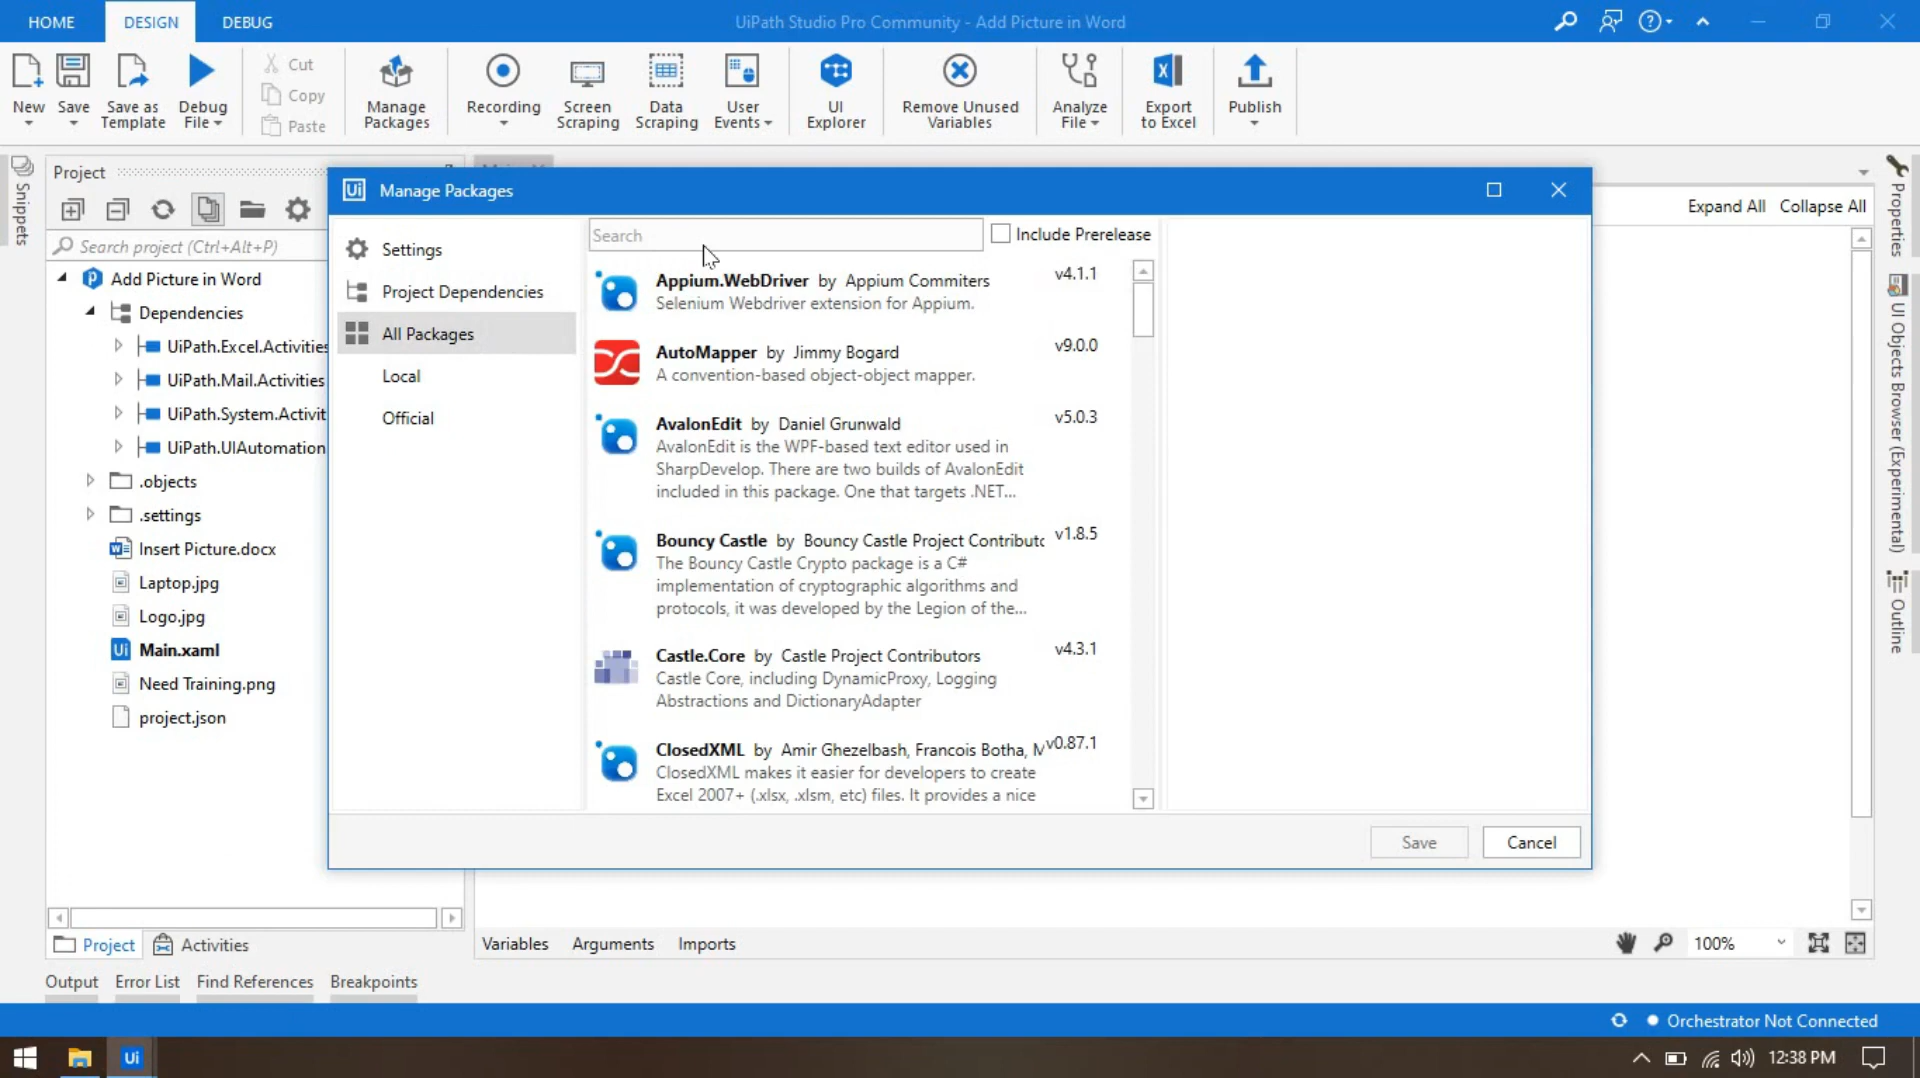 HOME DESIGN DEBUG UiPath Studio Pro Community - Add Picture in Word
New Save Save as Template Debug File Cut Copy Paste Manage Packages Recording Screen Scraping Data Scraping User Events UI Explorer Remove Unused Variables Analyze File Export to Excel Publish
Snippets
Project
Search project (Ctrl+Alt+P)
Add Picture in Word
Dependencies
UiPath.Excel.Activities
UiPath.Mail.Activities
UiPath.System.Activit
UiPath.UIAutomation
.objects
.settings
Insert Picture.docx
Laptop.jpg
Logo.jpg
Ui Main.xaml
Need Training.png
project.json
Ui Manage Packages
Settings
Project Dependencies
All Packages
Local
Official
Search Include Prerelease
Appium.WebDriver by Appium Commiters v4.1.1
Selenium Webdriver extension for Appium.
AutoMapper by Jimmy Bogard v9.0.0
A convention-based object-object mapper.
AvalonEdit by Daniel Grunwald v5.0.3
AvalonEdit is the WPF-based text editor used in
SharpDevelop. There are two builds of AvalonEdit
included in this package. One that targets .NET...
Bouncy Castle by Bouncy Castle Project Contributo v1.8.5
The Bouncy Castle Crypto package is a C#
implementation of cryptographic algorithms and
protocols, it was developed by the Legion of the...
Castle.Core by Castle Project Contributors v4.3.1
Castle Core, including DynamicProxy, Logging
Abstractions and DictionaryAdapter
ClosedXML by Amir Ghezelbash, Francois Botha, M v0.87.1
ClosedXML makes it easier for developers to create
Excel 2007+ (.xlsx, .xlsm, etc) files. It provides a nice
Save Cancel
Expand All Collapse All
Properties
UI Objects Browser (Experimental)
Outline
Project Activities
Variables Arguments Imports 100%
Output Error List Find References Breakpoints
Orchestrator Not Connected
Ui 12:38 PM